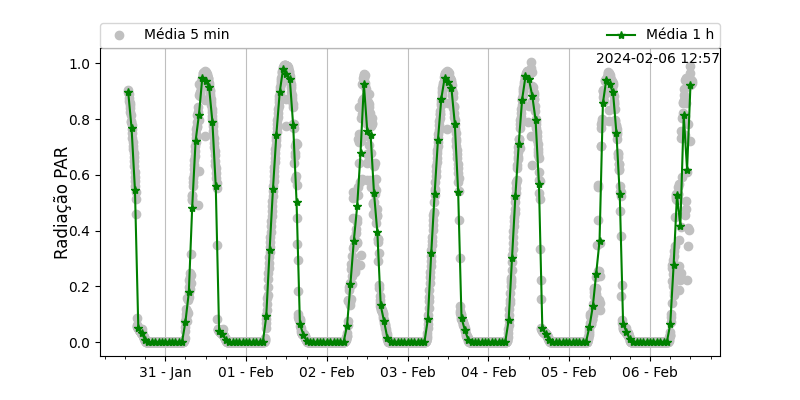 Média 5 min
Média 1 h
2024-02-06 12:57
1.0
0.8
0.6
0.4
0.2
0.0
Radiação PAR
31 - Jan
01 - Feb
02 - Feb
03 - Feb
04 - Feb
05 - Feb
06 - Feb